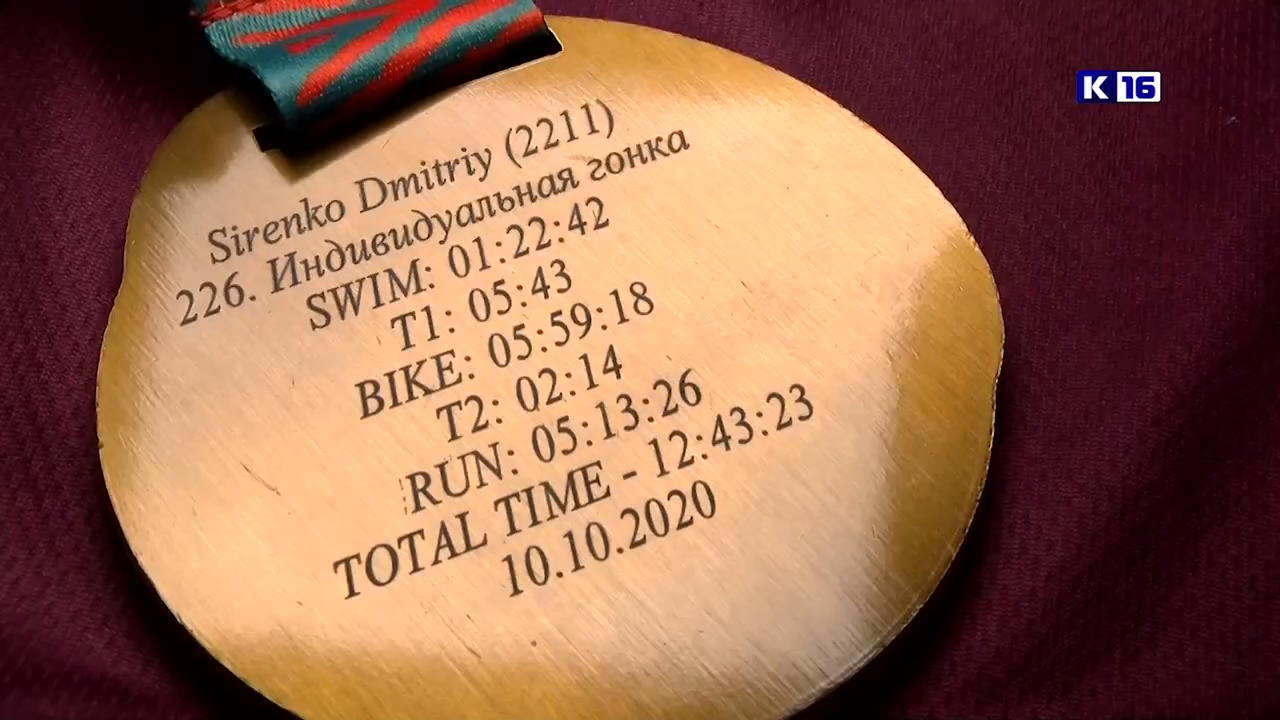 Sirenko Dmitriy (2211)
226. Индивидуальная гонка
SWIM: 01:22:42
T1: 05:43
BIKE: 05:59:18
T2: 02:14
RUN: 05:13:26
TOTAL TIME - 12:43:23
10.10.2020
K 16